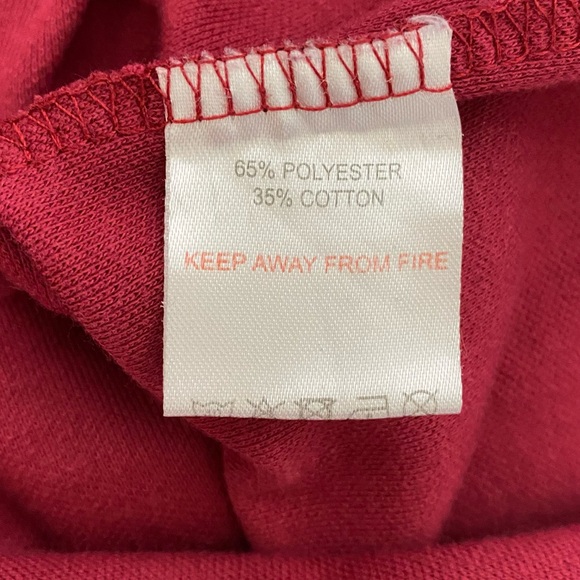 65% POLYESTER
35% COTTON
KEEP AWAY FROM FIRE